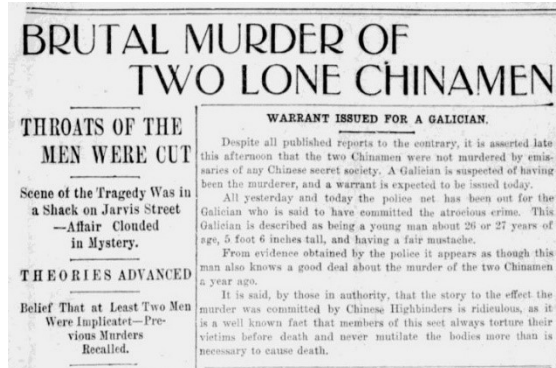 BRUTAL MURDER OF
TWO LONE CHINAMEN
THROATS OF THE
MEN WERE CUT
Scene of the Tragedy Was in
a Shack on Jarvis Street
—Affair Clouded
in Mystery.
THEORIES ADVANCED
Belief That at Least Two Men
Were Implicatet—Pre-
vious Murders
Recalled.
WARRANT ISSUED FOR A GALICIAN.
Despite all published reports to the contrary, it is asserted late
this afternoon that the two Chinamen were not murdered by emis-
saries of any Chinese secret society. A Galician is suspected of having
been the murderer, and a warrant is expected to be issued today.
All yesterday and today the police net has been out for the
Galician who is said to have committed the atrocious crime. This
Galician is described as being a young man about 26 or 27 years of
age, 5 foot 6 inches tall, and having a fair mustache.
From evidence obtained by the police it appears as though this
man also knows a good deal about the murder of the two Chinamen
a year ago.
It is said, by those in authority, that the story to the effect the
murder was committed by Chinese Highbinders is ridiculous, as it
is a well known fact that members of this sect always torture their
victims before death and never mutilate the bodies more than is
necessary to cause death.